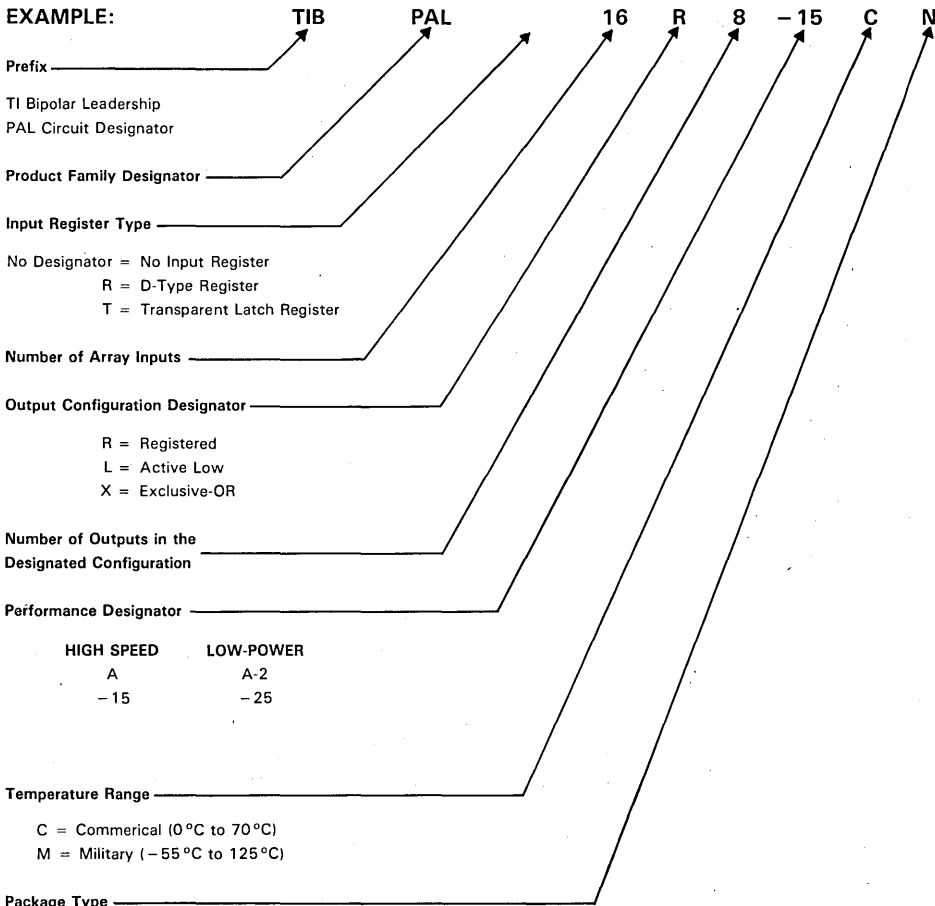 EXAMPLE: TIB PAL 16 R 8 –15 C N
Prefix
TI Bipolar Leadership
PAL Circuit Designator
Product Family Designator
Input Register Type
No Designator = No Input Register
R = D-Type Register
T = Transparent Latch Register
Number of Array Inputs
Output Configuration Designator
R = Registered
L = Active Low
X = Exclusive-OR
Number of Outputs in the
Designated Configuration
Performance Designator
HIGH SPEED LOW-POWER
A A-2
–15 –25
Temperature Range
C = Commerical (0°C to 70°C)
M = Military (–55°C to 125°C)
Package Type